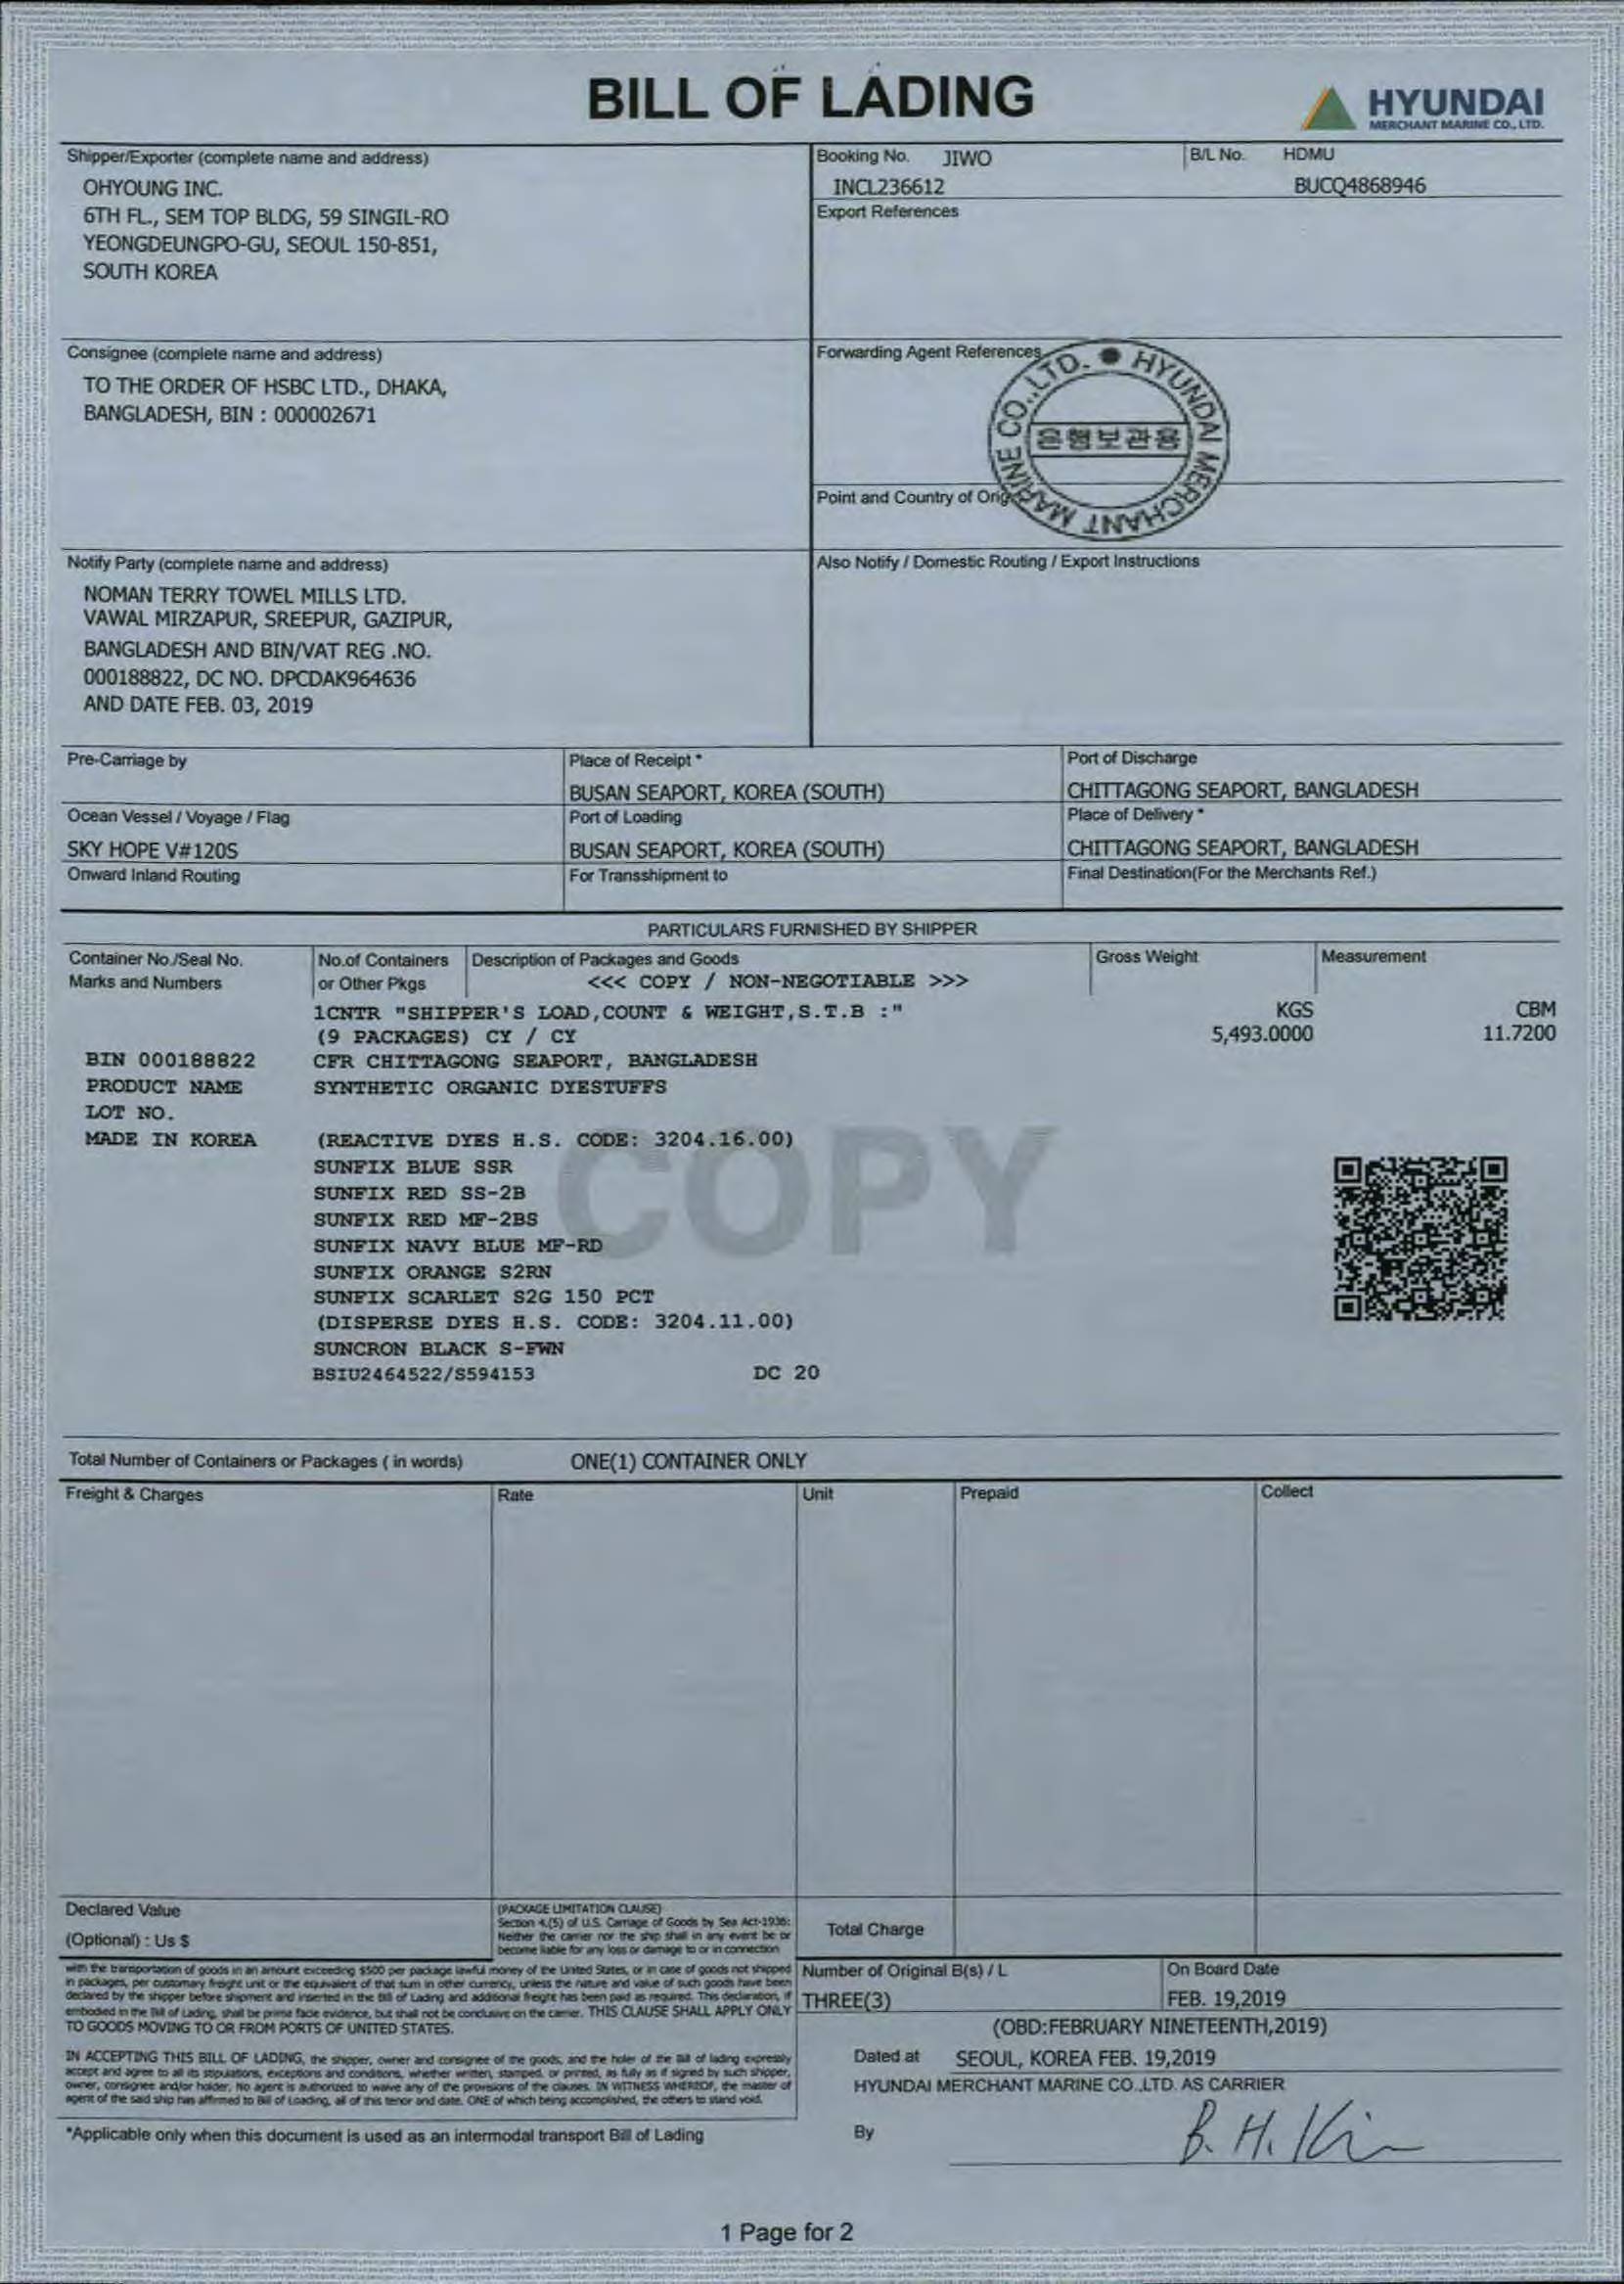 BILL OF LADING
HYUNDAI
MERCHANT MARINE CO., LTD.
Shipper/Exporter (complete name and address)
OHYOUNG INC.
6TH FL., SEM TOP BLDG, 59 SINGIL-RO
YEONGDEUNGPO-GU, SEOUL 150-851,
SOUTH KOREA
Booking No. JIWO
INCL236612
B/L No. HDMU
BUCQ4868946
Export References
Consignee (complete name and address)
TO THE ORDER OF HSBC LTD., DHAKA,
BANGLADESH, BIN : 000002671
Forwarding Agent References
HYUNDAI MERCHANT MARINE CO.,LTD.
은행보관용
Point and Country of Orig
Notify Party (complete name and address)
NOMAN TERRY TOWEL MILLS LTD.
VAWAL MIRZAPUR, SREEPUR, GAZIPUR,
BANGLADESH AND BIN/VAT REG .NO.
000188822, DC NO. DPCDAK964636
AND DATE FEB. 03, 2019
Also Notify / Domestic Routing / Export Instructions
Pre-Carriage by
Place of Receipt *
BUSAN SEAPORT, KOREA (SOUTH)
Port of Discharge
CHITTAGONG SEAPORT, BANGLADESH
Ocean Vessel / Voyage / Flag
SKY HOPE V#120S
Port of Loading
BUSAN SEAPORT, KOREA (SOUTH)
Place of Delivery *
CHITTAGONG SEAPORT, BANGLADESH
Onward Inland Routing
For Transshipment to
Final Destination(For the Merchants Ref.)
PARTICULARS FURNISHED BY SHIPPER
Container No./Seal No.
Marks and Numbers
No.of Containers
or Other Pkgs
Description of Packages and Goods
<<< COPY / NON-NEGOTIABLE >>>
Gross Weight
Measurement
1CNTR "SHIPPER'S LOAD,COUNT & WEIGHT,S.T.B :" KGS CBM
(9 PACKAGES) CY / CY 5,493.0000 11.7200
BIN 000188822 CFR CHITTAGONG SEAPORT, BANGLADESH
PRODUCT NAME SYNTHETIC ORGANIC DYESTUFFS
LOT NO.
MADE IN KOREA (REACTIVE DYES H.S. CODE: 3204.16.00)
COPY
SUNFIX BLUE SSR
SUNFIX RED SS-2B
SUNFIX RED MF-2BS
SUNFIX NAVY BLUE MF-RD
SUNFIX ORANGE S2RN
SUNFIX SCARLET S2G 150 PCT
(DISPERSE DYES H.S. CODE: 3204.11.00)
SUNCRON BLACK S-FWN
BSIU2464522/S594153 DC 20
Total Number of Containers or Packages ( in words) ONE(1) CONTAINER ONLY
Freight & Charges Rate Unit Prepaid Collect
Declared Value
(Optional) : Us $
(PACKAGE LIMITATION CLAUSE)
Section 4.(5) of U.S. Carriage of Goods by Sea Act-1936:
Neither the carrier nor the ship shall in any event be or
become liable for any loss or damage to or in connection
with the transportation of goods in an amount exceeding $500 per package lawful money of the United States, or in case of goods not shipped
in packages, per customary freight unit or the equivalent of that sum in other currency, unless the nature and value of such goods have been
declared by the shipper before shipment and inserted in the Bill of Lading and additional freight has been paid as required. This declaration, if
embodied in the Bill of Lading, shall be prime facie evidence, but shall not be conclusive on the carrier. THIS CLAUSE SHALL APPLY ONLY
TO GOODS MOVING TO OR FROM PORTS OF UNITED STATES.
Total Charge
Number of Original B(s) / L
THREE(3)
On Board Date
FEB. 19,2019
(OBD:FEBRUARY NINETEENTH,2019)
IN ACCEPTING THIS BILL OF LADING, the shipper, owner and consignee of the goods, and the holer of the Bill of lading expressly
accept and agree to all its stipulations, exceptions and conditions, whether written, stamped, or printed, as fully as if signed by such shipper,
owner, consignee and/or holder. No agent is authorized to waive any of the provisions of the clauses. IN WITNESS WHEREOF, the master of
agent of the said ship has affirmed to Bill of Loading, all of this tenor and date. ONE of which being accomplished, the others to stand void.
Dated at SEOUL, KOREA FEB. 19,2019
HYUNDAI MERCHANT MARINE CO.,LTD. AS CARRIER
*Applicable only when this document is used as an intermodal transport Bill of Lading
By B. H. Kim
1 Page for 2